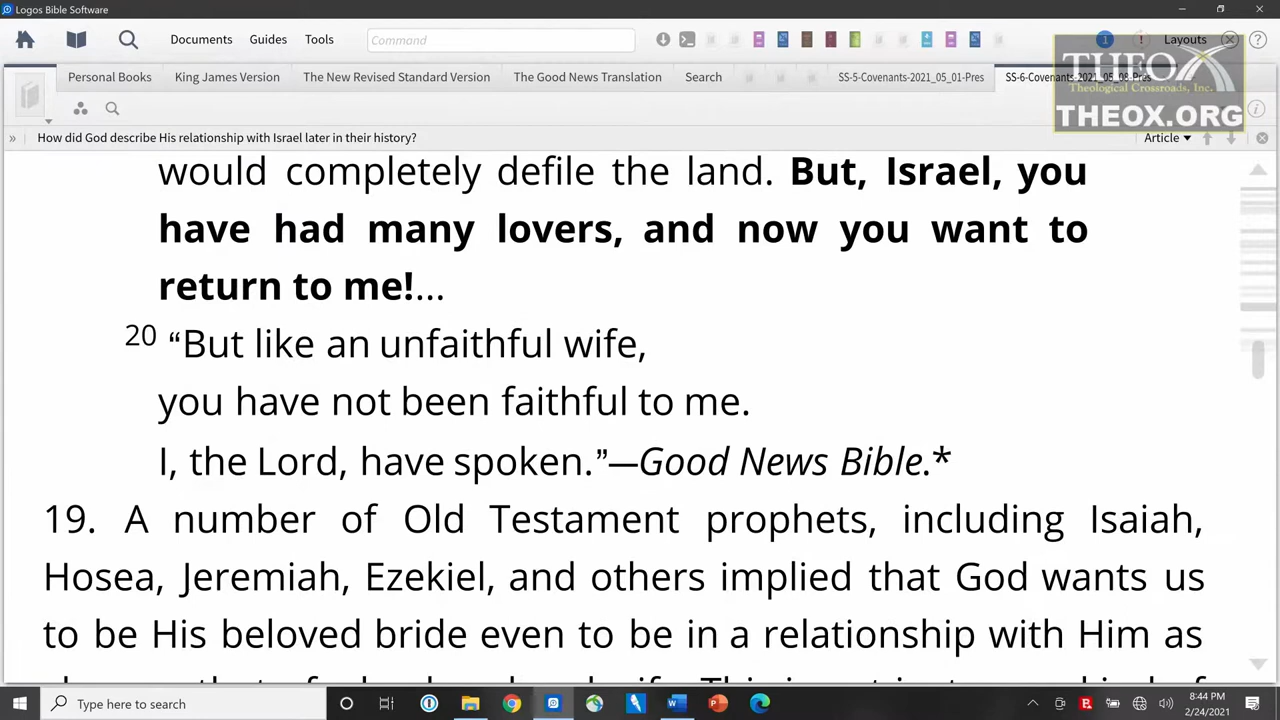 Logos Bible Software
Documents Guides Tools Command Layouts
THEOX
Theological Crossroads, Inc.
THEOX.ORG
Personal Books King James Version The New Revised Standard Version The Good News Translation Search SS-5-Covenants-2021_05_01-Pres SS-6-Covenants-2021_05_08-Pres
How did God describe His relationship with Israel later in their history? Article
would completely defile the land. But, Israel, you
have had many lovers, and now you want to
return to me!...
20 “But like an unfaithful wife,
you have not been faithful to me.
I, the Lord, have spoken.”—Good News Bible.*
19. A number of Old Testament prophets, including Isaiah,
Hosea, Jeremiah, Ezekiel, and others implied that God wants us
to be His beloved bride even to be in a relationship with Him as
Type here to search
8:44 PM
2/24/2021